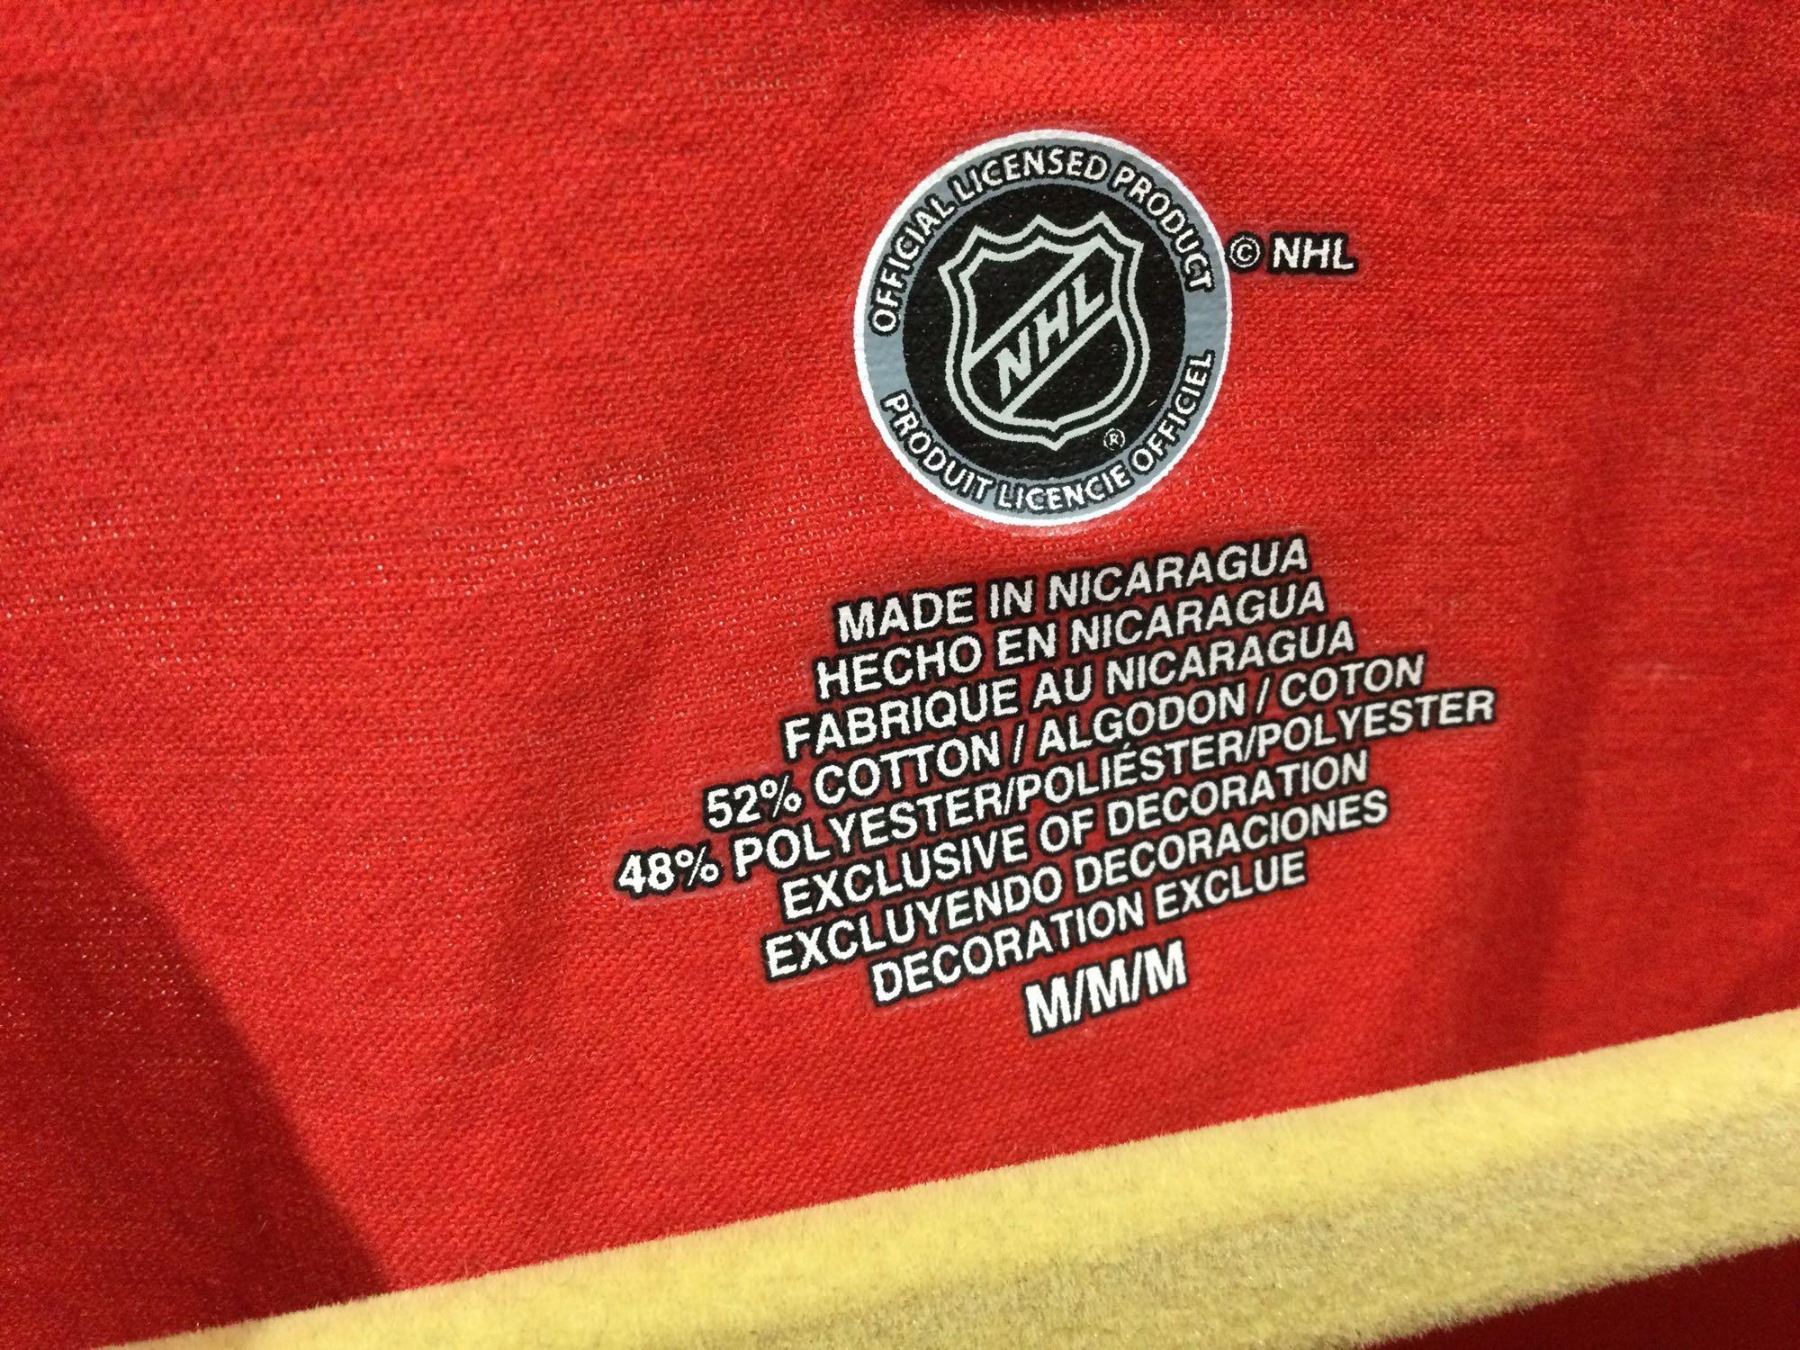 OFFICIAL LICENSED PRODUCT
NHL
®
PRODUIT LICENCIE OFFICIEL
© NHL
MADE IN NICARAGUA
HECHO EN NICARAGUA
FABRIQUE AU NICARAGUA
52% COTTON / ALGODON / COTON
48% POLYESTER/POLIÉSTER/POLYESTER
EXCLUSIVE OF DECORATION
EXCLUYENDO DECORACIONES
DECORATION EXCLUE
M/M/M